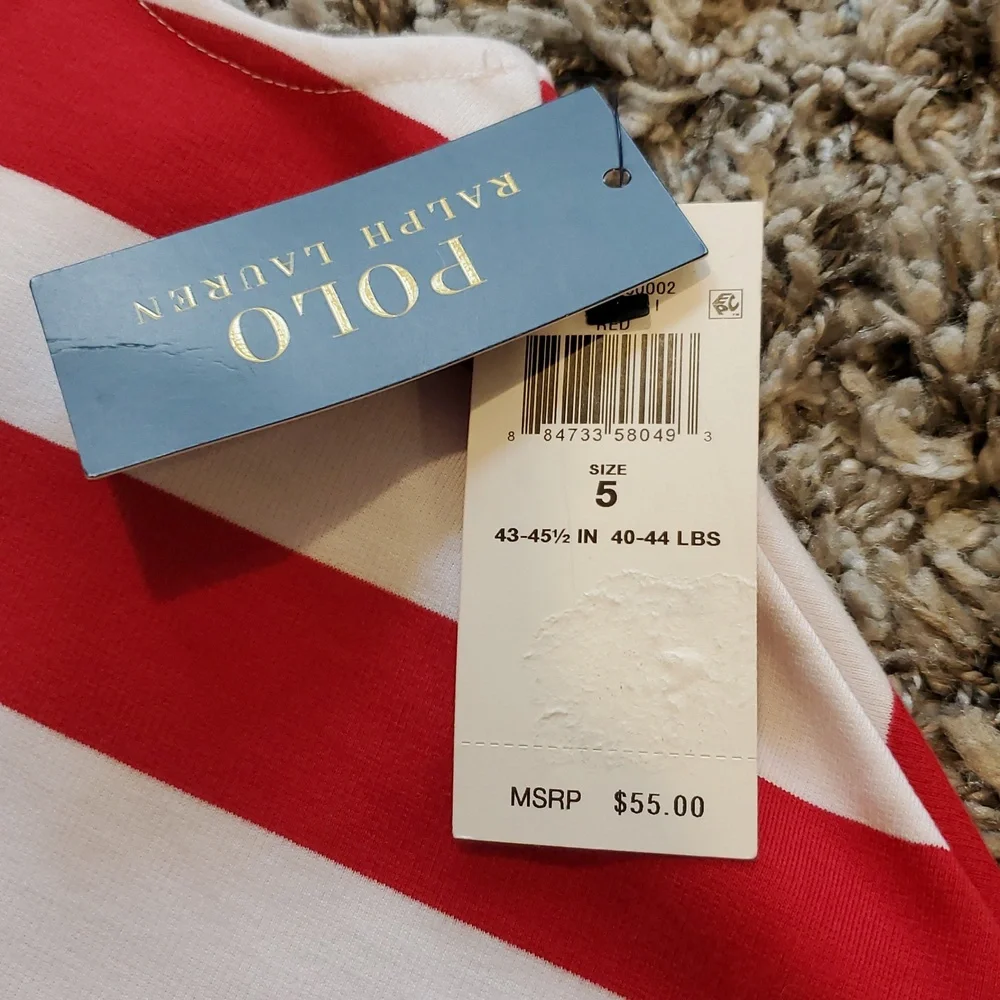 POLO
RALPH LAUREN
RED
8 84733 58049 3
SIZE
5
43-45½ IN 40-44 LBS
MSRP $55.00